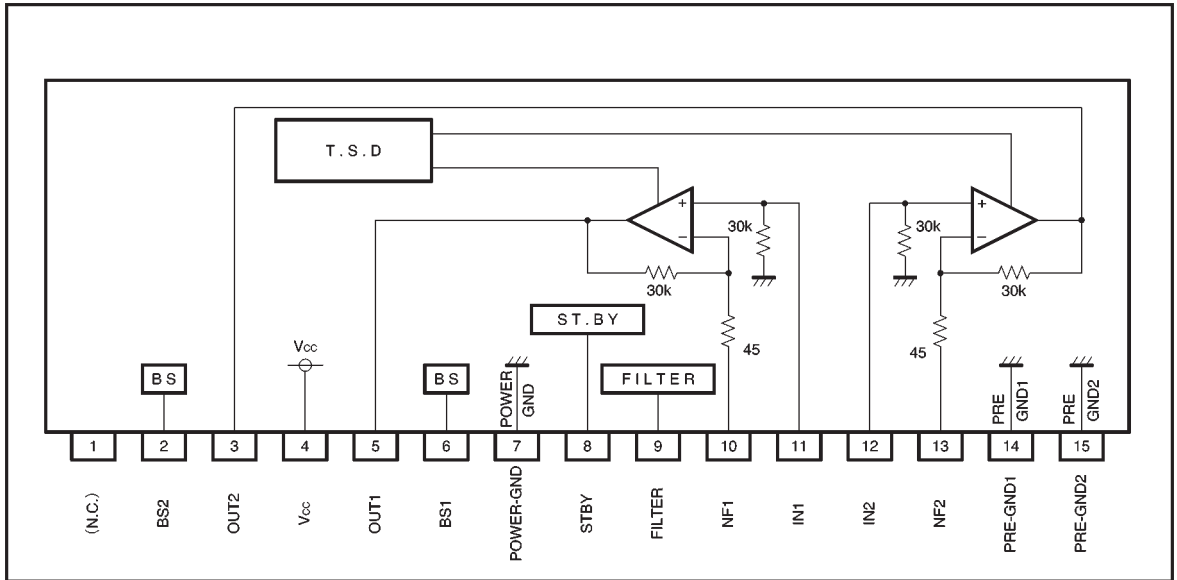 T.S.D
+
−
30k
30k
+
−
30k
30k
ST.BY
45
45
Vcc
BS
BS
POWER
GND
FILTER
PRE
GND1
PRE
GND2
1 2 3 4 5 6 7 8 9 10 11 12 13 14 15
(N.C.)
BS2
OUT2
Vcc
OUT1
BS1
POWER-GND
STBY
FILTER
NF1
IN1
IN2
NF2
PRE-GND1
PRE-GND2